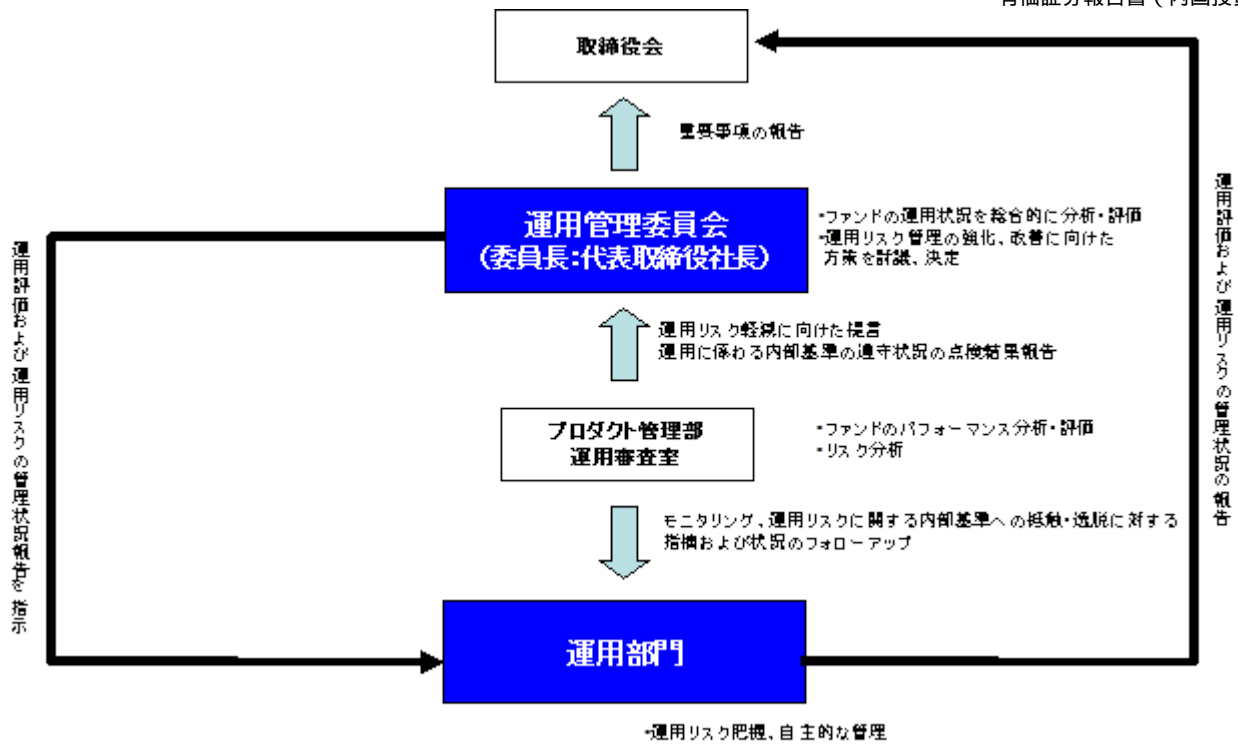 有価証券報告書（内国投資
取締役会
重要事項の報告
運用管理委員会
(委員長:代表取締役社長)
・ファンドの運用状況を総合的に分析・評価
・運用リスク管理の強化、改善に向けた
方策を討議、決定
運用リスク軽減に向けた提言
運用に係わる内部基準の遵守状況の点検結果報告
プロダクト管理部
運用審査室
・ファンドのパフォーマンス分析・評価
・リスク分析
モニタリング、運用リスクに関する内部基準への抵触・逸脱に対する
指摘および状況のフォローアップ
運用部門
・運用リスク把握、自主的な管理
運用評価および運用リスクの管理状況報告を指示
運用評価および運用リスクの管理状況の報告